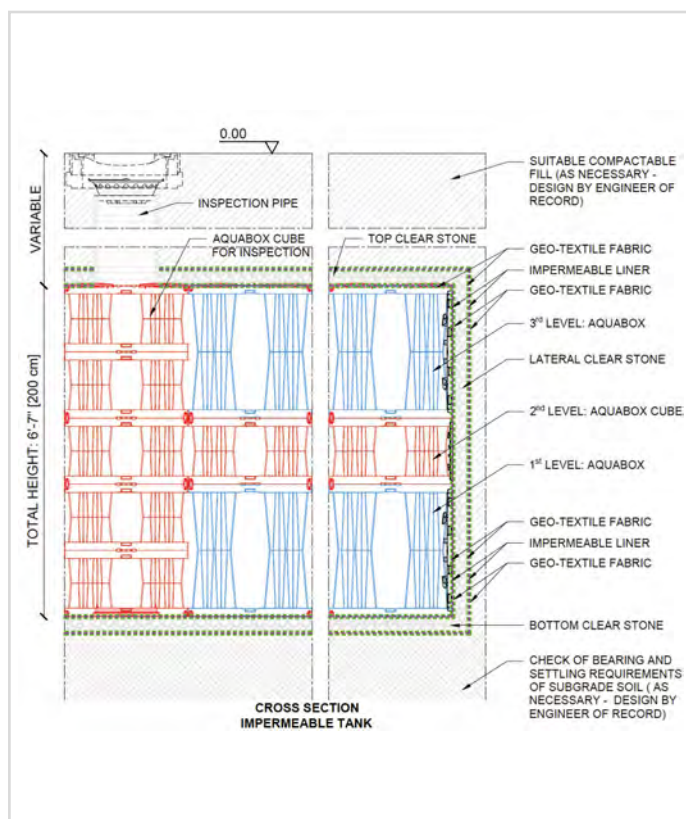 0.00
SUITABLE COMPACTABLE
FILL (AS NECESSARY -
DESIGN BY ENGINEER OF
RECORD)
VARIABLE
INSPECTION PIPE
AQUABOX CUBE
FOR INSPECTION
TOP CLEAR STONE
GEO-TEXTILE FABRIC
IMPERMEABLE LINER
GEO-TEXTILE FABRIC
3rd LEVEL: AQUABOX
LATERAL CLEAR STONE
TOTAL HEIGHT: 6'-7" [200 cm]
2nd LEVEL: AQUABOX CUBE
1st LEVEL: AQUABOX
GEO-TEXTILE FABRIC
IMPERMEABLE LINER
GEO-TEXTILE FABRIC
BOTTOM CLEAR STONE
CHECK OF BEARING AND
SETTLING REQUIREMENTS
OF SUBGRADE SOIL ( AS
NECESSARY - DESIGN BY
ENGINEER OF RECORD)
CROSS SECTION
IMPERMEABLE TANK